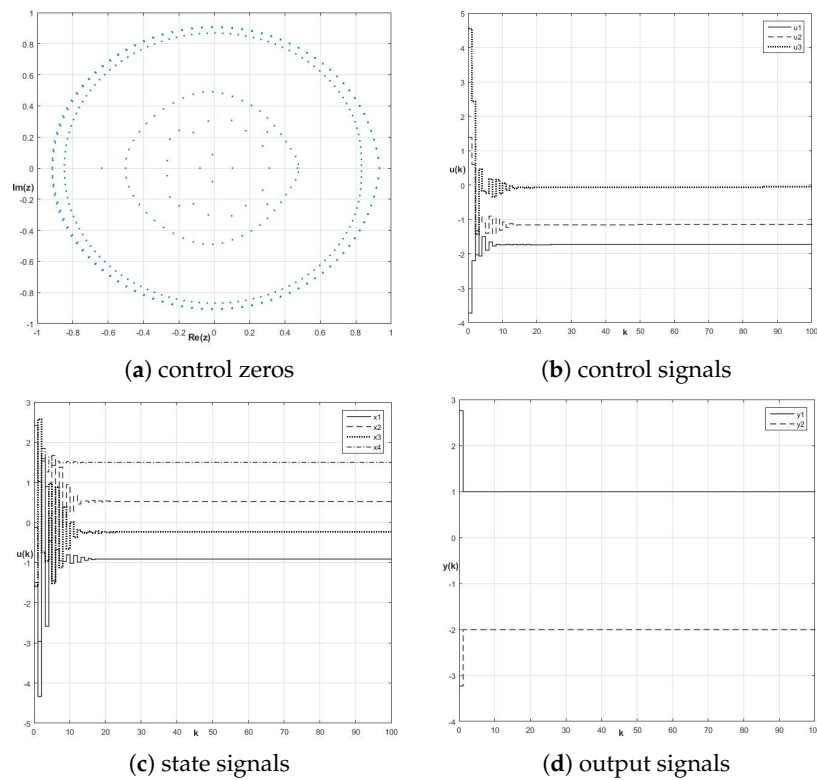 1
0.8
0.6
0.4
0.2
0
Im(z)
-0.2
-0.4
-0.6
-0.8
-1
-1 -0.8 -0.6 -0.4 -0.2 0 0.2 0.4 0.6 0.8 1
Re(z)
(a) control zeros
5
4
3
2
1
u(k)
0
-1
-2
-3
-4
0 10 20 30 40 50 60 70 80 90 100
k
u1
u2
u3
(b) control signals
3
2
1
0
u(k)
-1
-2
-3
-4
-5
0 10 20 30 40 50 60 70 80 90 100
k
x1
x2
x3
x4
(c) state signals
3
2
1
0
y(k)
-1
-2
-3
-4
0 10 20 30 40 50 60 70 80 90 100
k
y1
y2
(d) output signals